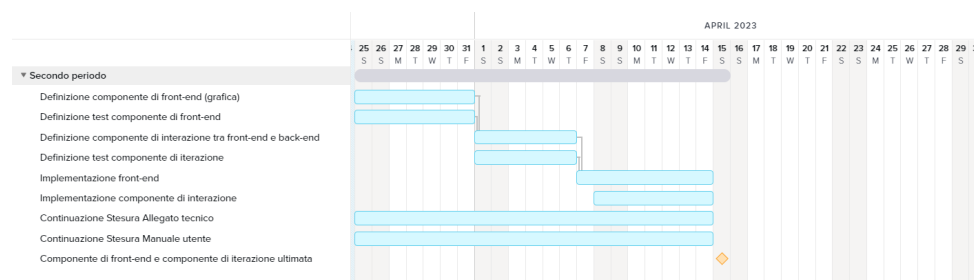 APRIL 2023
25 26 27 28 29 30 31 1 2 3 4 5 6 7 8 9 10 11 12 13 14 15 16 17 18 19 20 21 22 23 24 25 26 27 28 29
S S M T W T F S S M T W T F S S M T W T F S S M T W T F S S M T W T F S
Secondo periodo
Definizione componente di front-end (grafica)
Definizione test componente di front-end
Definizione componente di interazione tra front-end e back-end
Definizione test componente di iterazione
Implementazione front-end
Implementazione componente di interazione
Continuazione Stesura Allegato tecnico
Continuazione Stesura Manuale utente
Componente di front-end e componente di iterazione ultimata